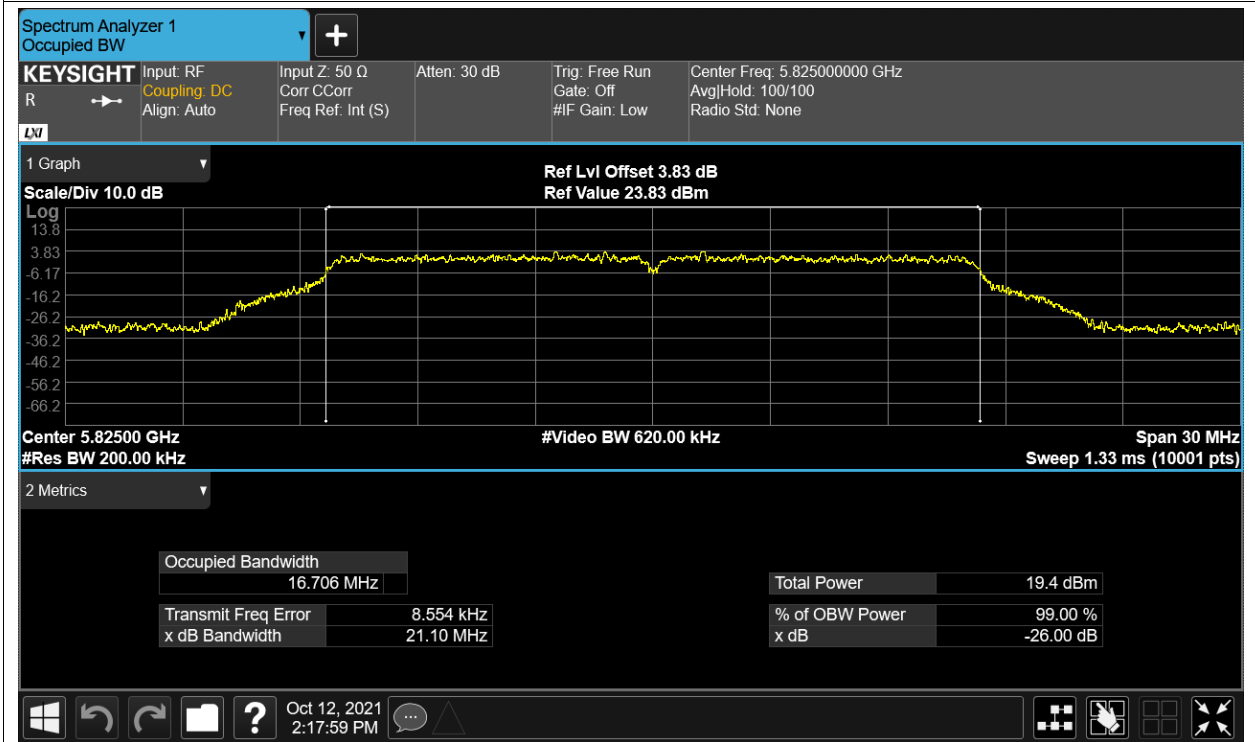 Spectrum Analyzer 1
Occupied BW
▼
+
KEYSIGHT
R
LXI
Input: RF
Coupling: DC
Align: Auto
Input Z: 50 Ω
Corr CCorr
Freq Ref: Int (S)
Atten: 30 dB
Trig: Free Run
Gate: Off
#IF Gain: Low
Center Freq: 5.825000000 GHz
Avg|Hold: 100/100
Radio Std: None
1 Graph ▼
Scale/Div 10.0 dB
Ref Lvl Offset 3.83 dB
Ref Value 23.83 dBm
Log
13.8
3.83
-6.17
-16.2
-26.2
-36.2
-46.2
-56.2
-66.2
Center 5.82500 GHz
#Video BW 620.00 kHz
Span 30 MHz
#Res BW 200.00 kHz
Sweep 1.33 ms (10001 pts)
2 Metrics ▼
Occupied Bandwidth
16.706 MHz
Total Power 19.4 dBm
Transmit Freq Error 8.554 kHz
% of OBW Power 99.00 %
x dB Bandwidth 21.10 MHz
x dB -26.00 dB
?
Oct 12, 2021
2:17:59 PM
...